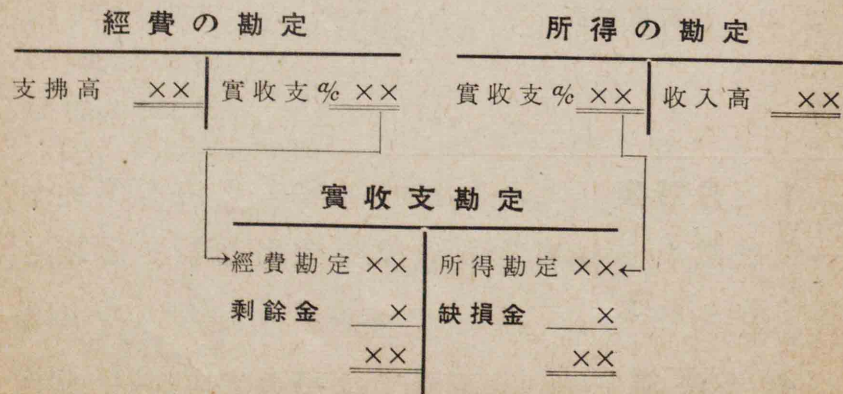 經費の勘定 所得の勘定
支拂高 ×× 實收支℀ ×× 實收支℀ ×× 收入高 ××
實收支勘定
經費勘定 ×× 所得勘定 ××
剩餘金 × 缺損金 ×
×× ××